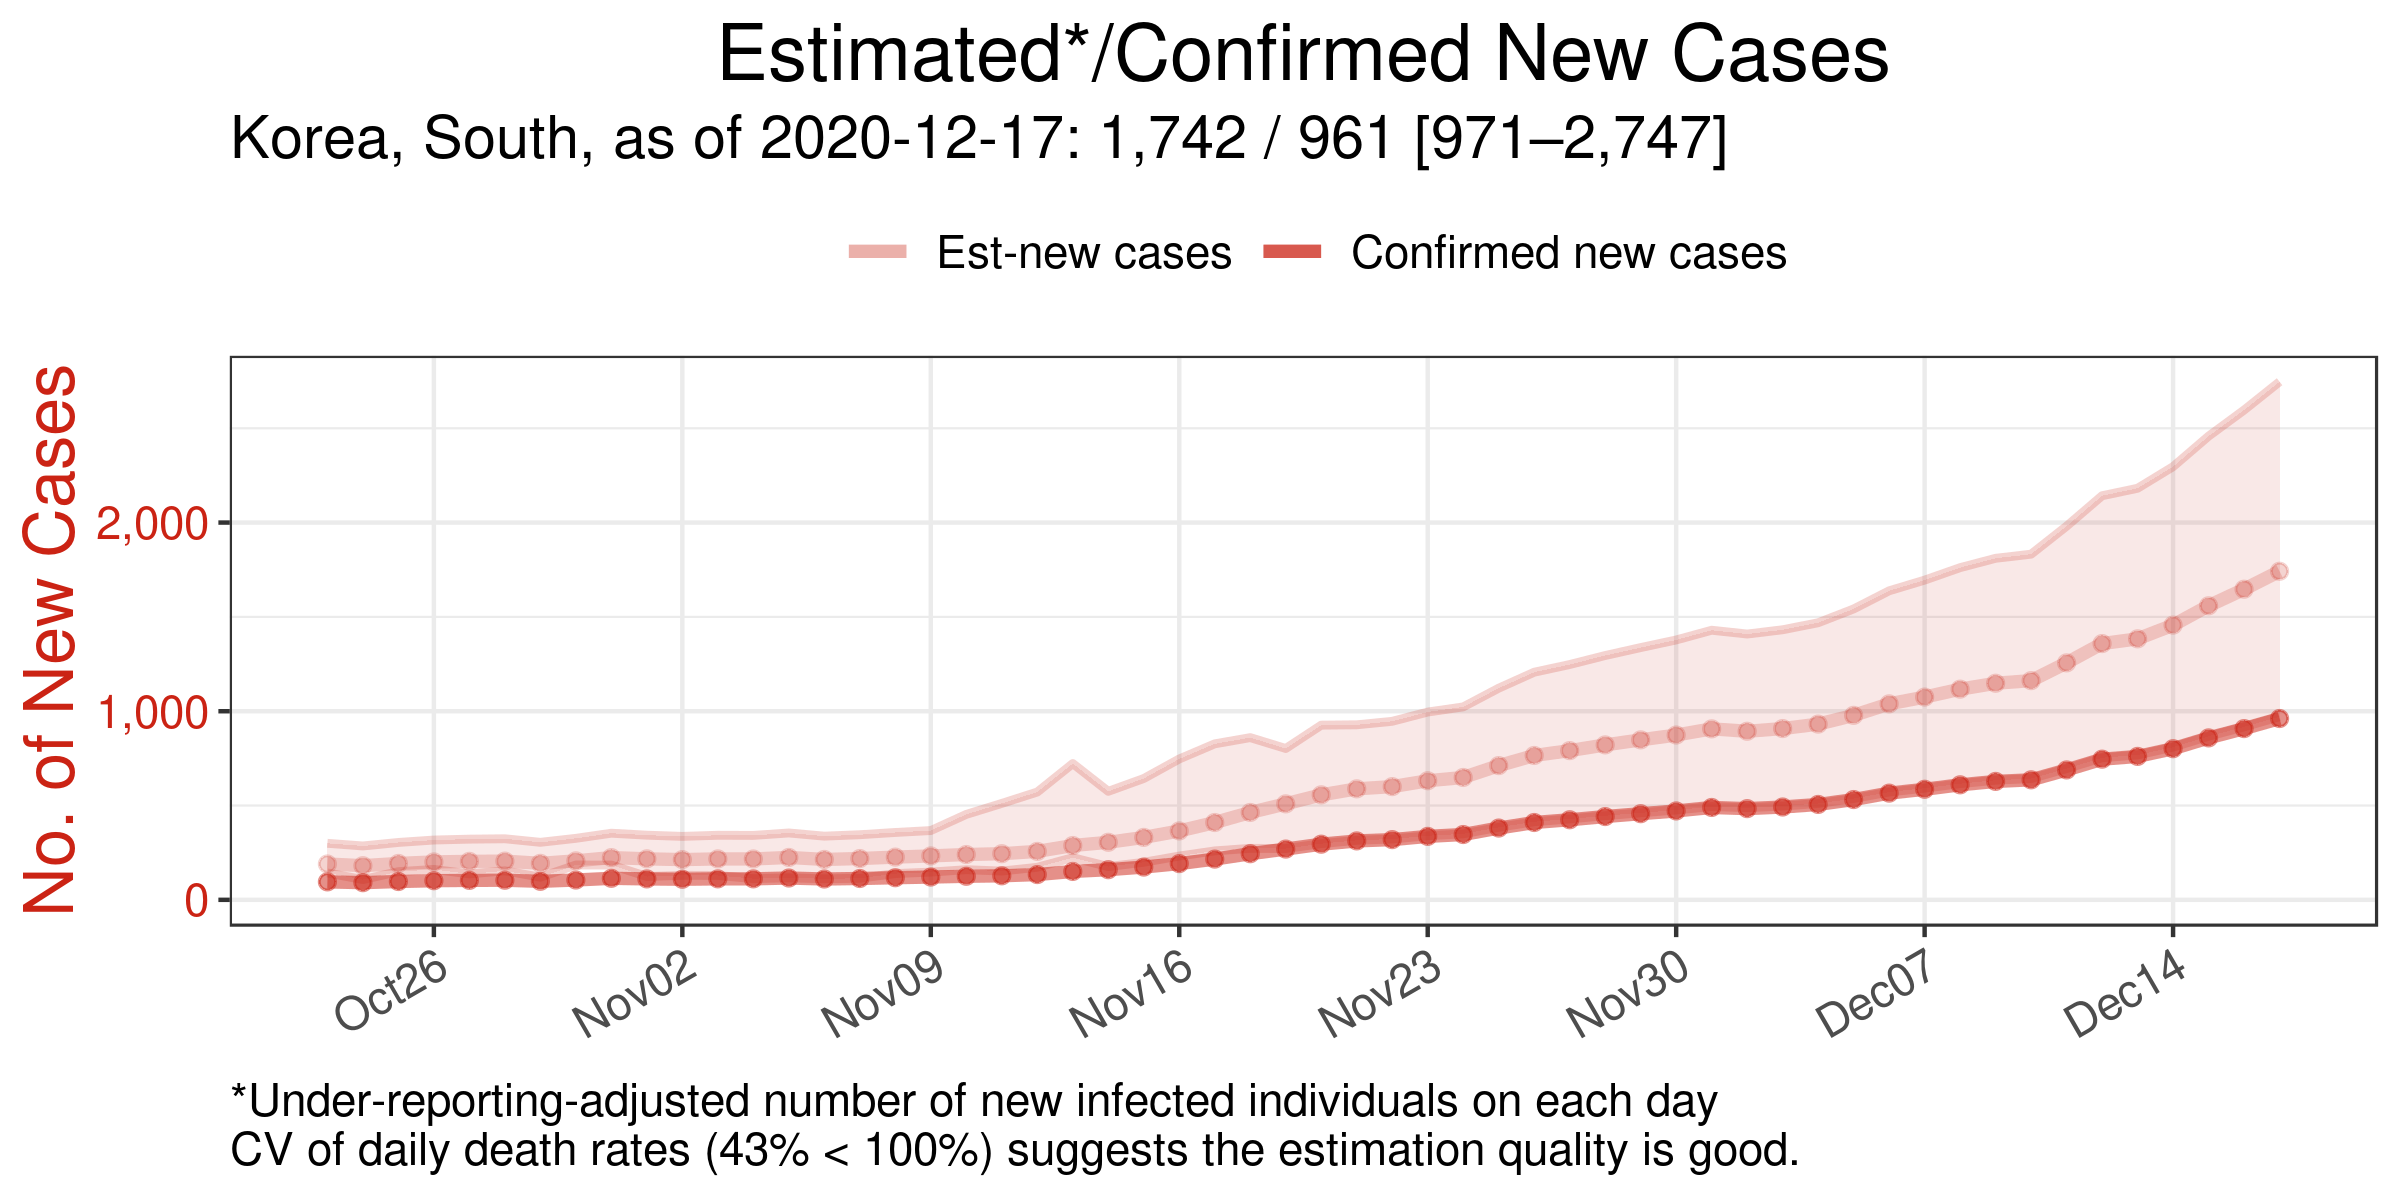 Estimated*/Confirmed New Cases
Korea, South, as of 2020-12-17: 1,742 / 961 [971–2,747]
Est-new cases
Confirmed new cases
No. of New Cases
2,000
1,000
0
Oct26
Nov02
Nov09
Nov16
Nov23
Nov30
Dec07
Dec14
*Under-reporting-adjusted number of new infected individuals on each day
CV of daily death rates (43% < 100%) suggests the estimation quality is good.